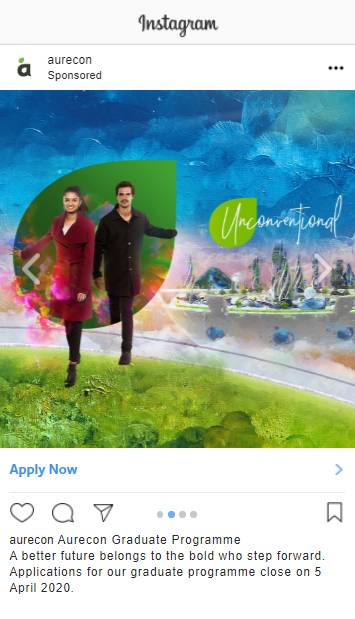 Instagram
aurecon
Sponsored
a
Unconventional
Apply Now
aurecon Aurecon Graduate Programme
A better future belongs to the bold who step forward.
Applications for our graduate programme close on 5
April 2020.